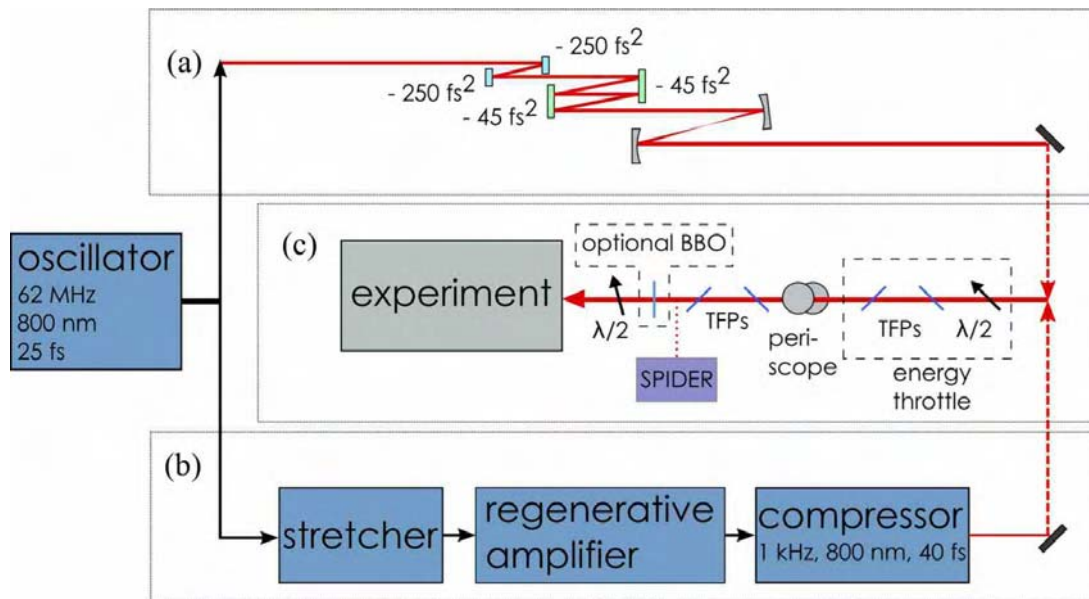 (a)
- 250 fs2
- 250 fs2
- 45 fs2
- 45 fs2
oscillator
62 MHz
800 nm
25 fs
(c)
optional BBO
experiment
λ/2
TFPs
SPIDER
peri-
scope
TFPs
λ/2
energy
throttle
(b)
stretcher
regenerative
amplifier
compressor
1 kHz, 800 nm, 40 fs